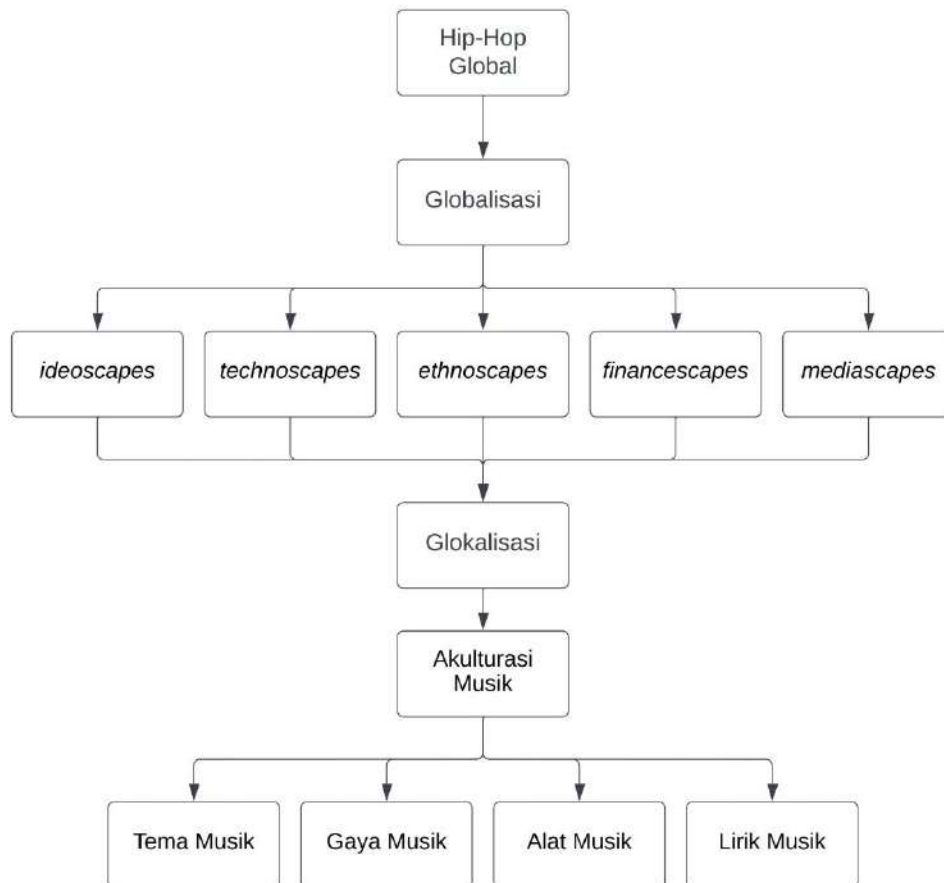 Hip-Hop
Global
Globalisasi
ideoscapes
technoscapes
ethnoscapes
financescapes
mediascapes
Glokalisasi
Akulturasi
Musik
Tema Musik
Gaya Musik
Alat Musik
Lirik Musik